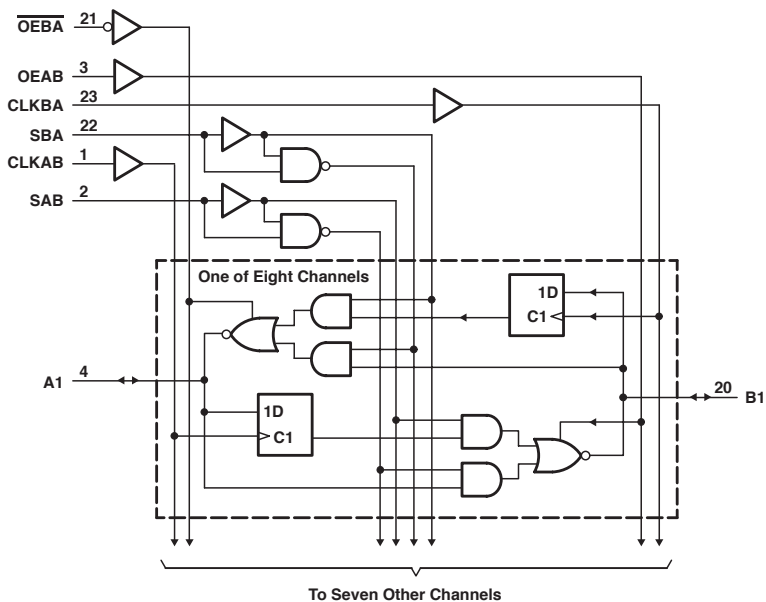 OEBA 21
OEAB 3
CLKBA 23
SBA 22
CLKAB 1
SAB 2
One of Eight Channels
1D
C1
A1 4
20 B1
1D
C1
To Seven Other Channels